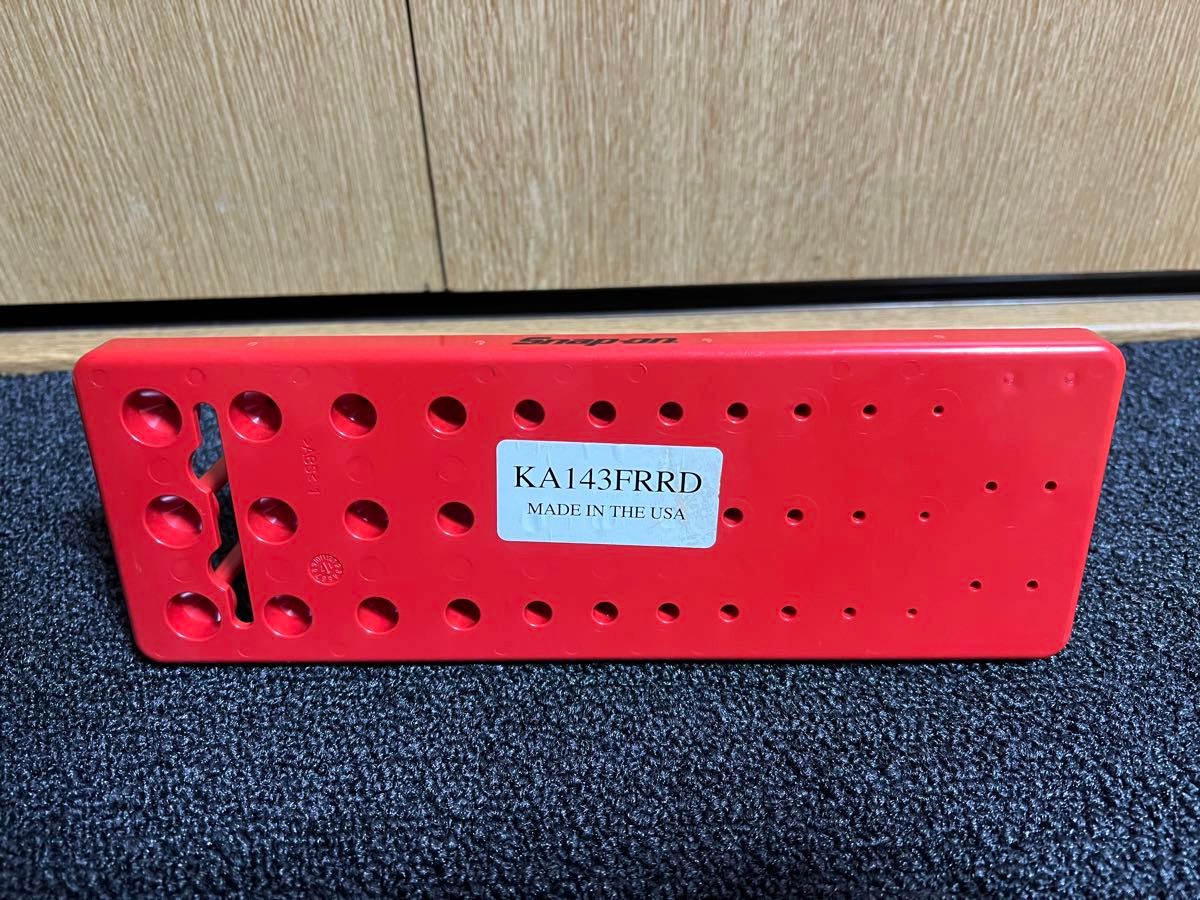 Snap-on
KA143FRRD
MADE IN THE USA